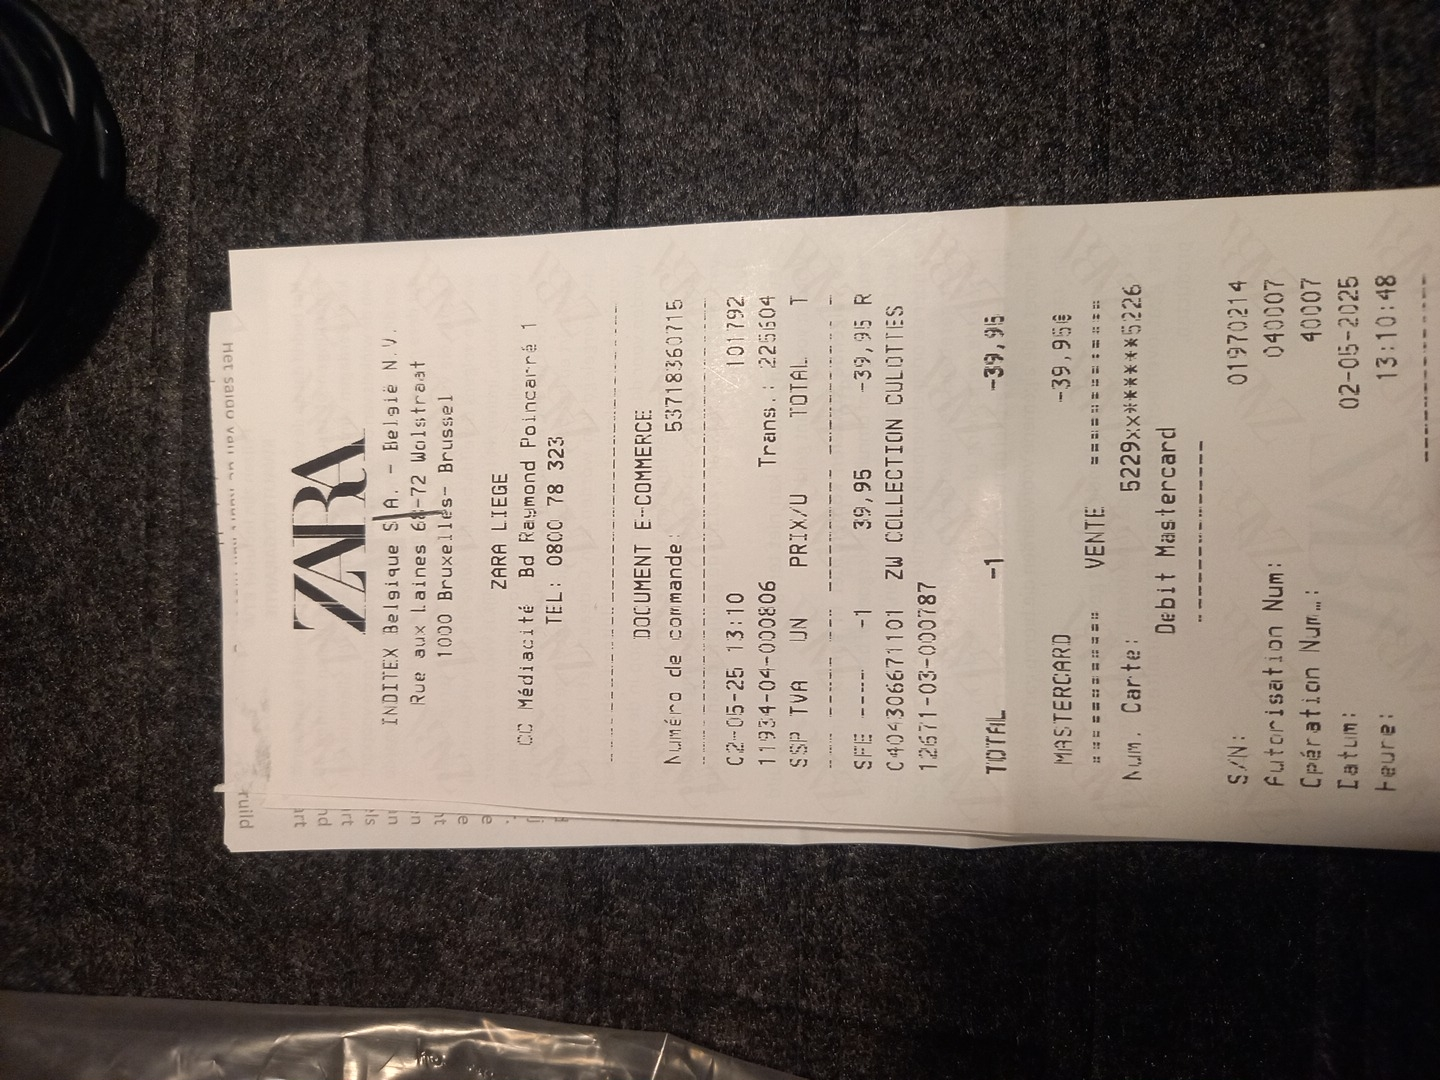 ZARA
INDITEX Belgique S.A. - België N.V.
Rue aux Laines 68-72 Wolstraat
1000 Bruxelles- Brussel
ZARA LIEGE
CC Médiacité Bd Raymond Poincarré 1
TEL: 0800 78 323
DOCUMENT E-COMMERCE
Numéro de commande: 53718360715
02-05-25 13:10 101792
11934-04-000806 Trans.: 225604
SSP TVA UN PRIX/U TOTAL T
SFE ---- -1 39,95 -39,95 R
C404306671101 ZW COLLECTION CULOTTES
12671-03-000787
TOTAL -1 -39,95
MASTERCARD -39,95€
========== VENTE ==========
Num. Carte: 5229xx******5226
Debit Mastercard
S/N: 01970214
Autorisation Num: 040007
Opération Num.: 40007
Datum: 02-05-2025
Heure: 13:10:48
Het saldo van
ruil